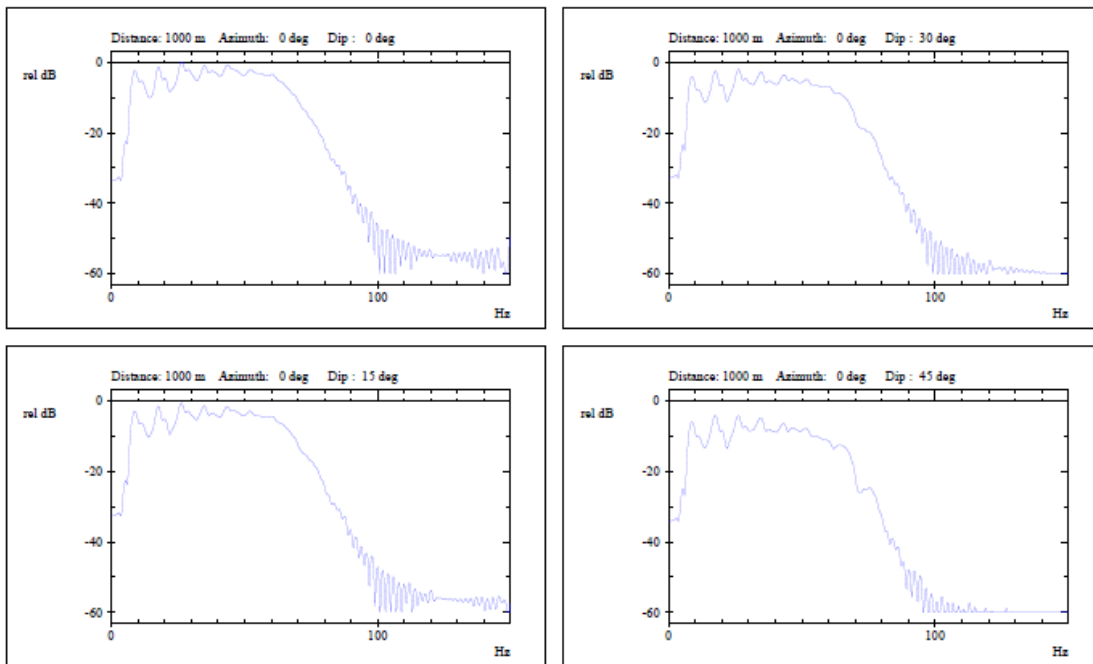 Distance: 1000 m Azimuth: 0 deg Dip : 0 deg
rel dB
0
-20
-40
-60
0 100
Hz
Distance: 1000 m Azimuth: 0 deg Dip : 30 deg
rel dB
0
-20
-40
-60
0 100
Hz
Distance: 1000 m Azimuth: 0 deg Dip : 15 deg
rel dB
0
-20
-40
-60
0 100
Hz
Distance: 1000 m Azimuth: 0 deg Dip : 45 deg
rel dB
0
-20
-40
-60
0 100
Hz